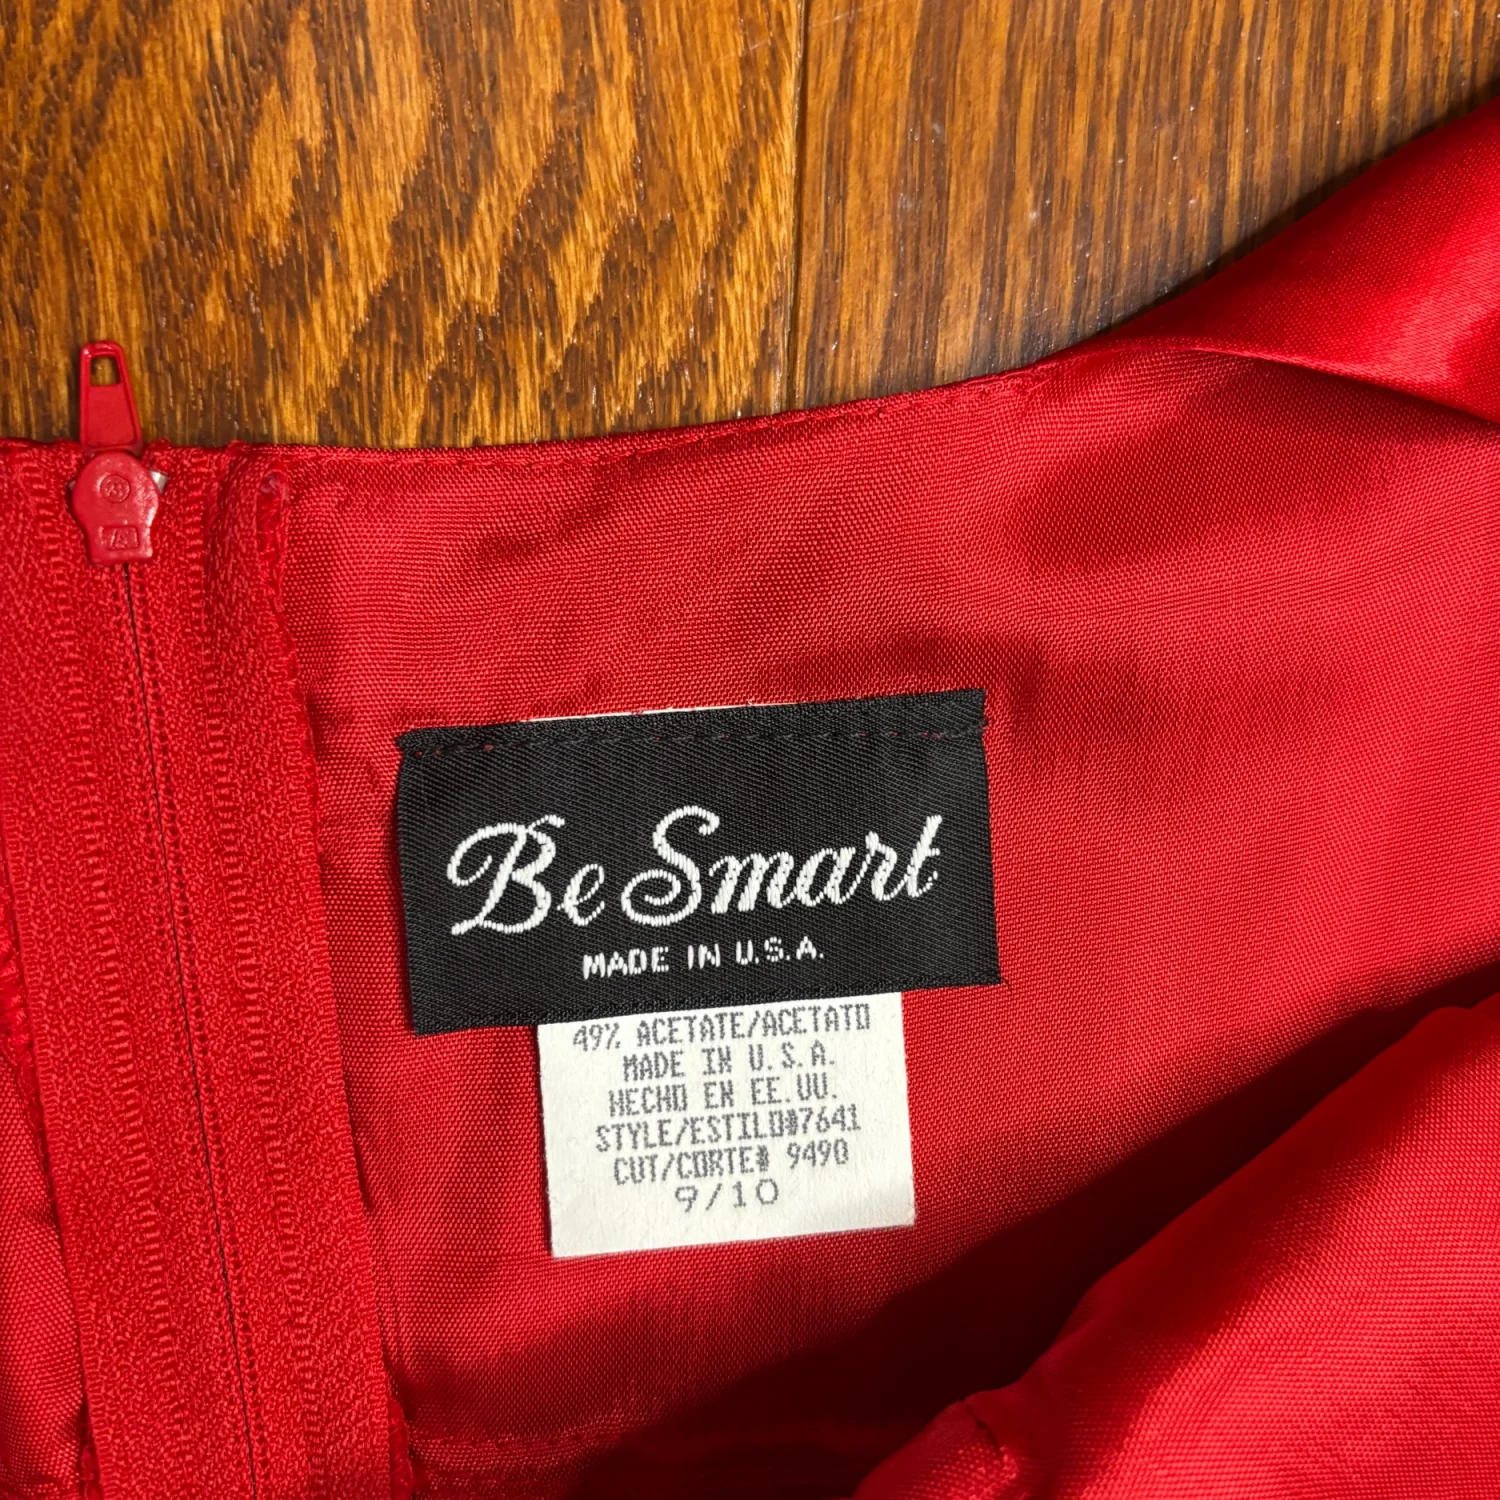 Be Smart
MADE IN U.S.A.
49% ACETATE/ACETATO
MADE IN U.S.A.
HECHO EN EE.UU.
STYLE/ESTILO#7641
CUT/CORTE# 9490
9/10